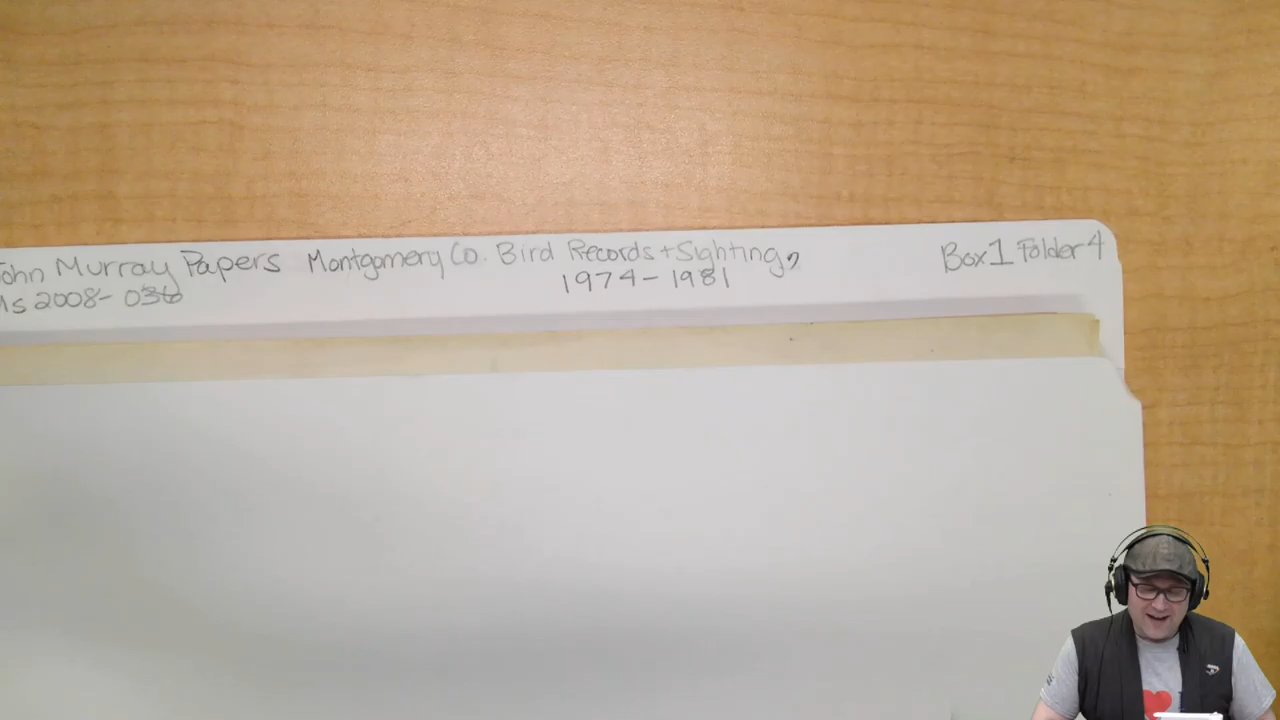 John Murray Papers Montgomery Co. Bird Records + Sightings Box 1 Folder 4
Ms 2008-036 1974-1981